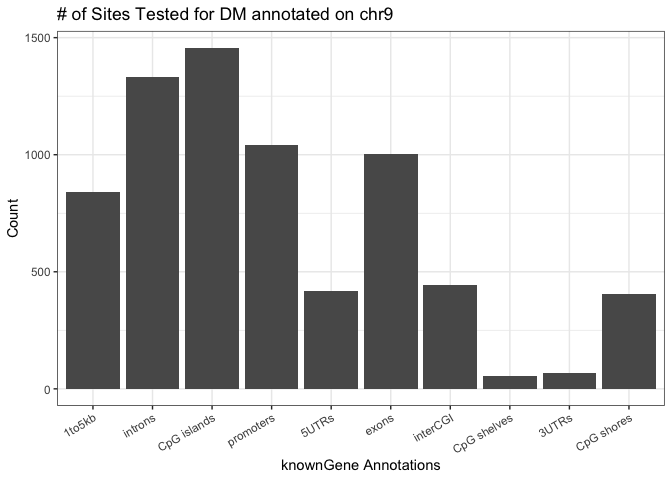 # of Sites Tested for DM annotated on chr9
Count
1500
1000
500
0
1to5kb
introns
CpG islands
promoters
5UTRs
exons
interCGI
CpG shelves
3UTRs
CpG shores
knownGene Annotations